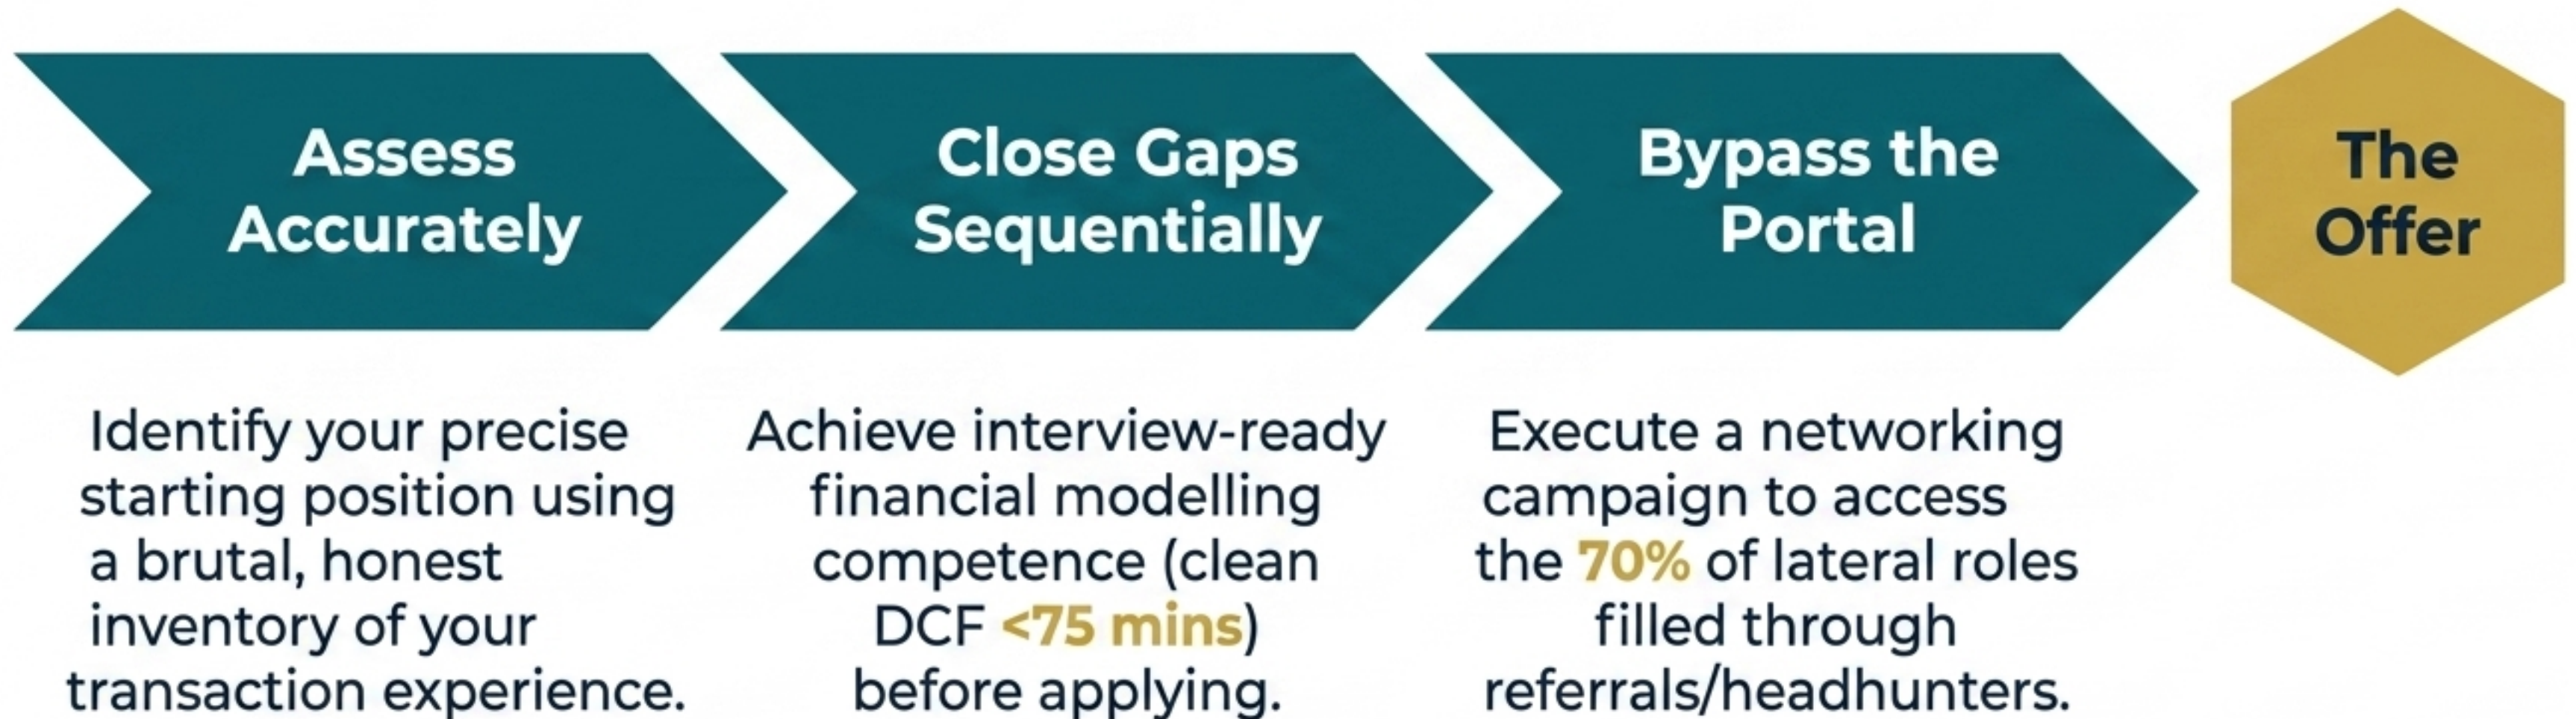 Assess
Accurately
Close Gaps
Sequentially
Bypass the
Portal
The
Offer
Identify your precise
starting position using
a brutal, honest
inventory of your
transaction experience.
Achieve interview-ready
financial modelling
competence (clean
DCF <75 mins)
before applying.
Execute a networking
campaign to access
the 70% of lateral roles
filled through
referrals/headhunters.